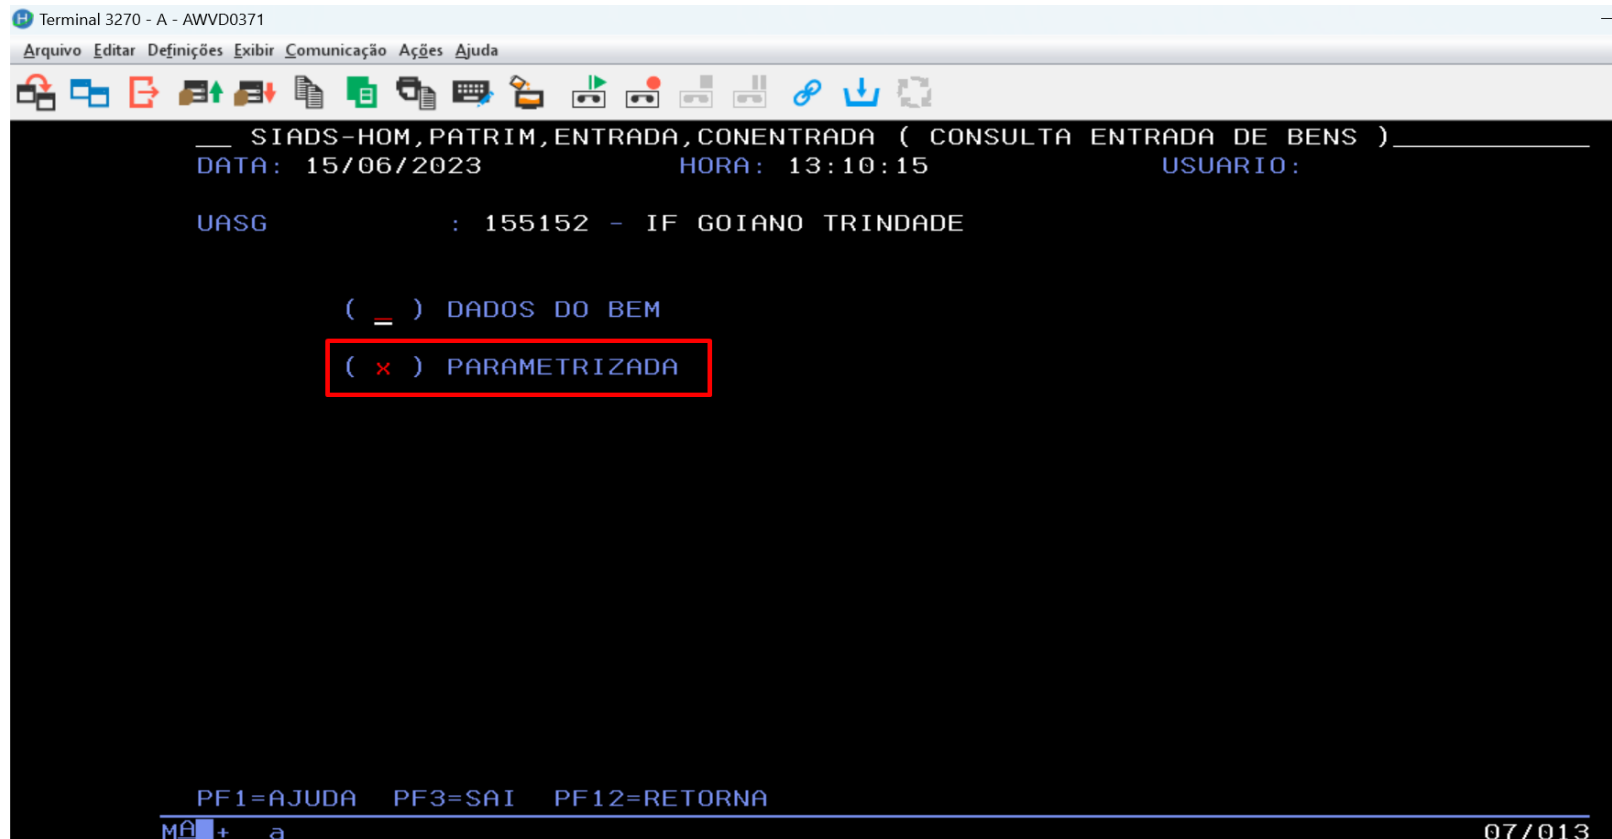 Terminal 3270 - A - AWVD0371
Arquivo Editar Definições Exibir Comunicação Ações Ajuda
__ SIADS-HOM,PATRIM,ENTRADA,CONENTRADA ( CONSULTA ENTRADA DE BENS )___________
DATA: 15/06/2023 HORA: 13:10:15 USUARIO:
UASG : 155152 - IF GOIANO TRINDADE
( _ ) DADOS DO BEM
( x ) PARAMETRIZADA
PF1=AJUDA PF3=SAI PF12=RETORNA
MA + a 07/013